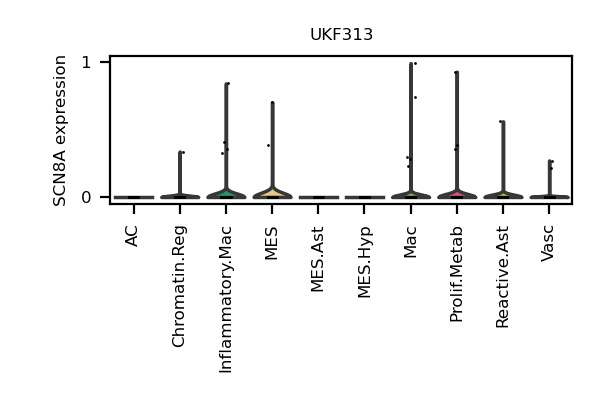 UKF313
SCN8A expression
1
0
AC
Chromatin.Reg
Inflammatory.Mac
MES
MES.Ast
MES.Hyp
Mac
Prolif.Metab
Reactive.Ast
Vasc